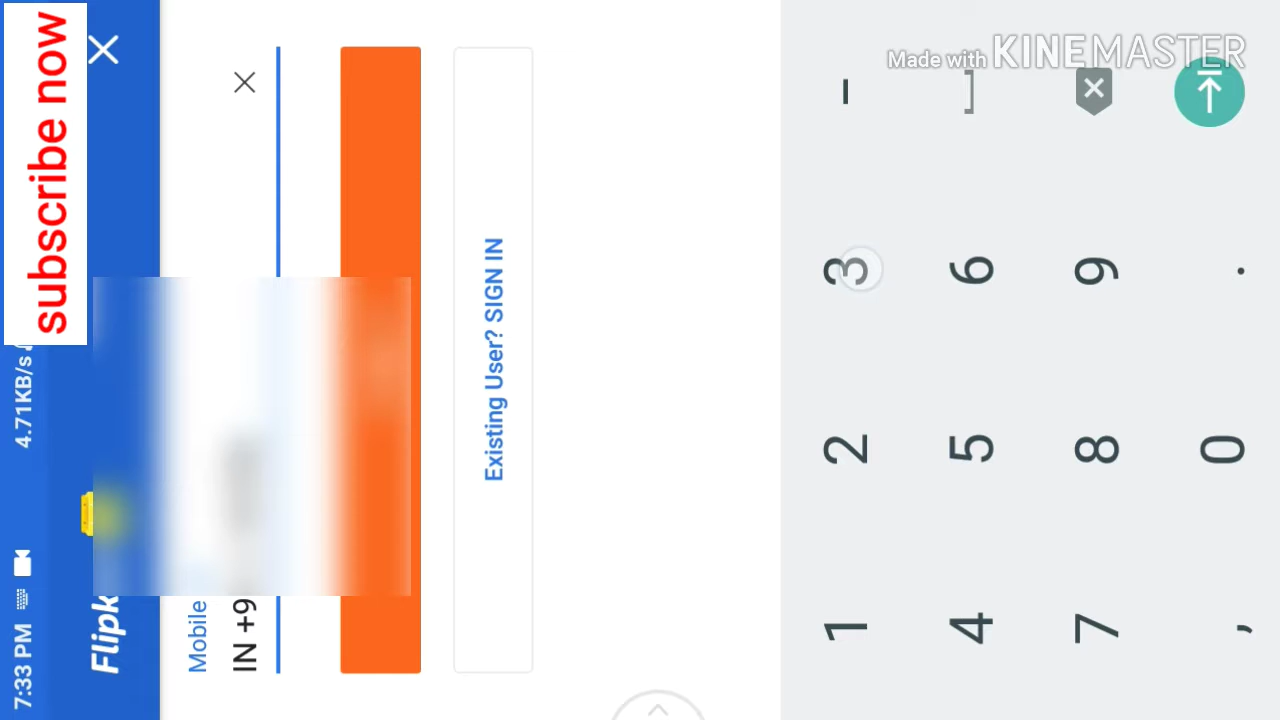 subscribe now
7:33 PM
4.71KB/s
Flipk
Mobile
IN +9
Existing User? SIGN IN
Made with KINEMASTER
1 2 3 -
4 5 6 ]
7 8 9
, 0 .